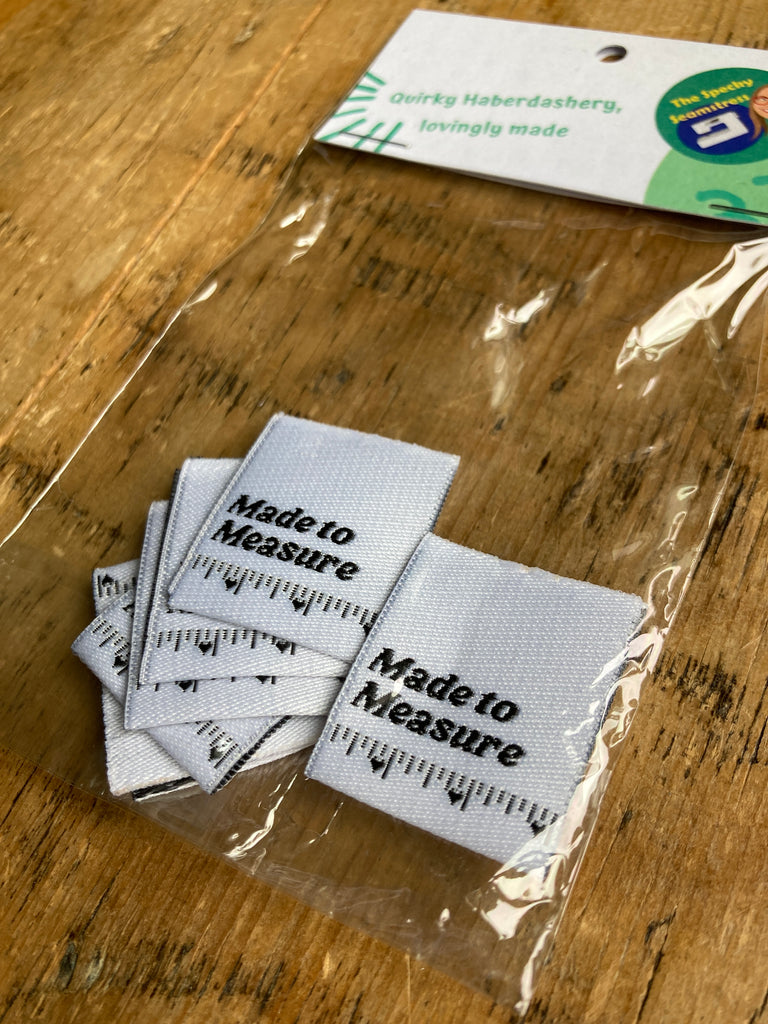 Quirky Haberdashery,
lovingly made
The Specky
Seamstress
Made to
Measure
Made to
Measure